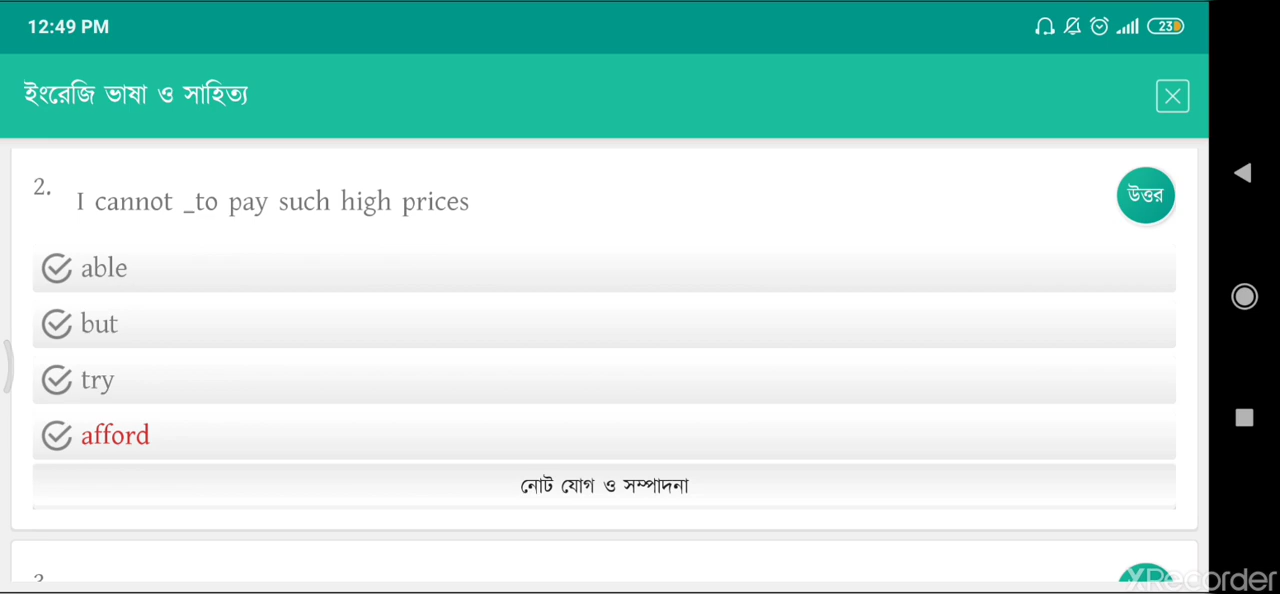 12:49 PM
23
ইংরেজি ভাষা ও সাহিত্য
2.
I cannot _to pay such high prices
উত্তর
able
but
try
afford
নোট যোগ ও সম্পাদনা
XRecorder